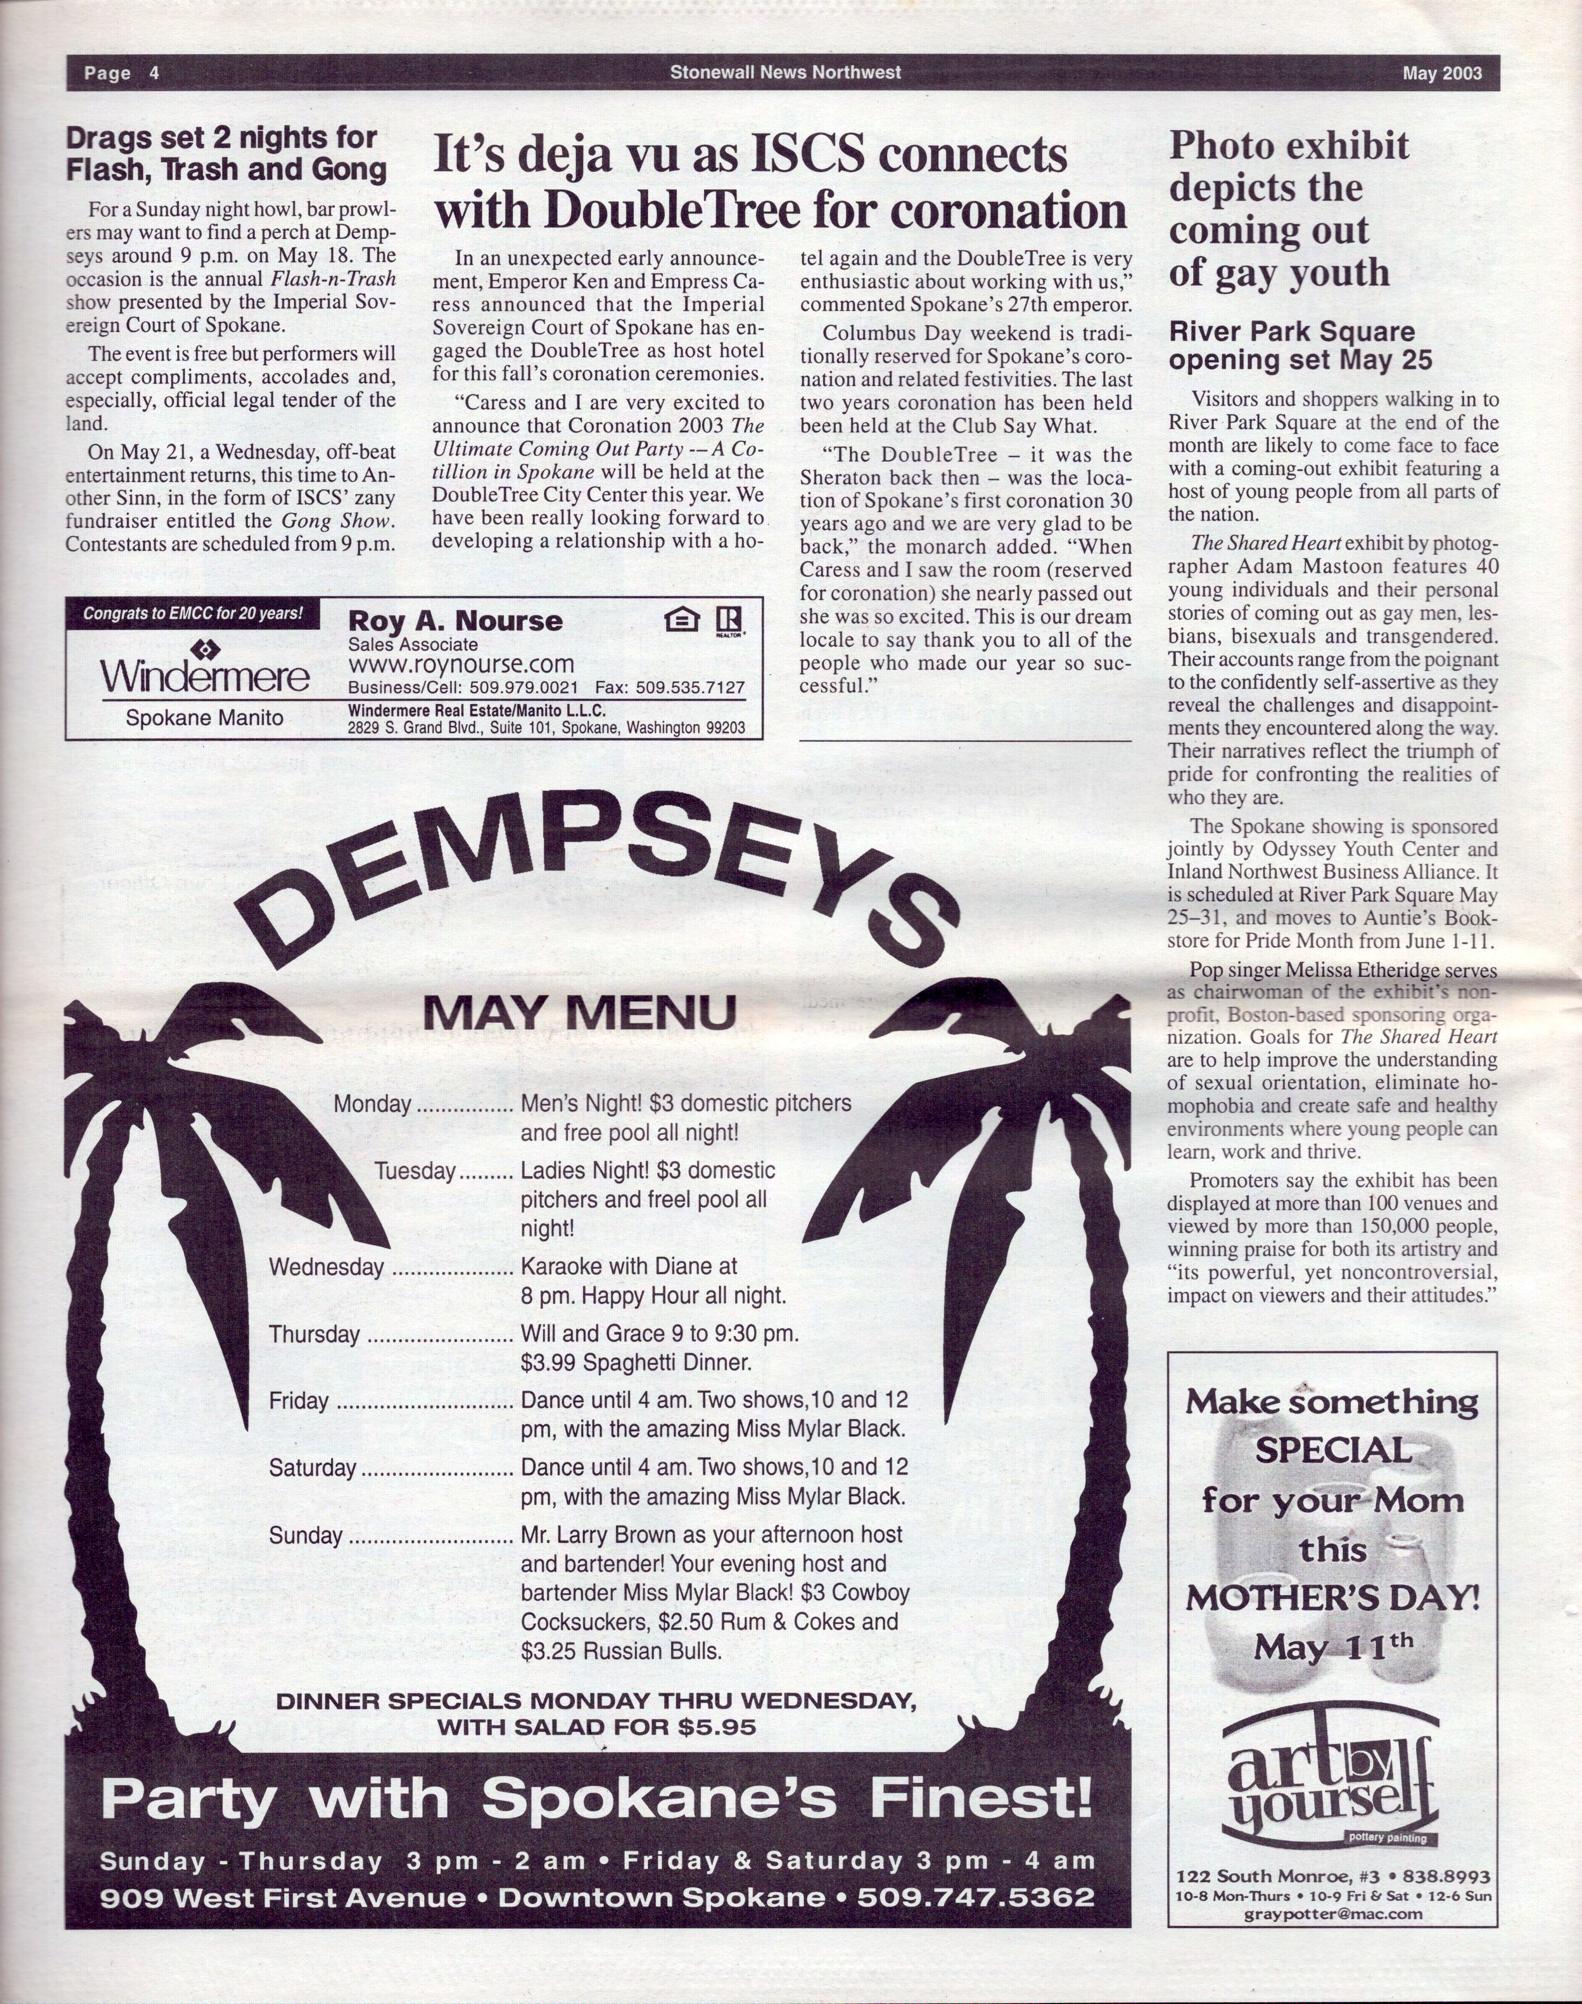 Page 4
Stonewall News Northwest
May 2003
Drags set 2 nights for
Flash, Trash and Gong
For a Sunday night howl, bar prowl-
ers may want to find a perch at Demp-
seys around 9 p.m. on May 18. The
occasion is the annual Flash-n-Trash
show presented by the Imperial Sov-
ereign Court of Spokane.
The event is free but performers will
accept compliments, accolades and,
especially, official legal tender of the
land.
On May 21, a Wednesday, off-beat
entertainment returns, this time to An-
other Sinn, in the form of ISCS' zany
fundraiser entitled the Gong Show.
Contestants are scheduled from 9 p.m.
It's deja vu as ISCS connects
with DoubleTree for coronation
In an unexpected early announce-
ment, Emperor Ken and Empress Ca-
ress announced that the Imperial
Sovereign Court of Spokane has en-
gaged the DoubleTree as host hotel
for this fall's coronation ceremonies.
"Caress and I are very excited to
announce that Coronation 2003 The
Ultimate Coming Out Party --– A Co-
tillion in Spokane will be held at the
DoubleTree City Center this year. We
have been really looking forward to
developing a relationship with a ho-
tel again and the DoubleTree is very
enthusiastic about working with us,"
commented Spokane's 27th emperor.
Columbus Day weekend is tradi-
tionally reserved for Spokane's coro-
nation and related festivities. The last
two years coronation has been held
been held at the Club Say What.
"The DoubleTree – it was the
Sheraton back then – was the loca-
tion of Spokane's first coronation 30
years ago and we are very glad to be
back," the monarch added. "When
Caress and I saw the room (reserved
for coronation) she nearly passed out
she was so excited. This is our dream
locale to say thank you to all of the
people who made our year so suc-
cessful."
Photo exhibit
depicts the
coming out
of gay youth
River Park Square
opening set May 25
Visitors and shoppers walking in to
River Park Square at the end of the
month are likely to come face to face
with a coming-out exhibit featuring a
host of young people from all parts of
the nation.
The Shared Heart exhibit by photog-
rapher Adam Mastoon features 40
young individuals and their personal
stories of coming out as gay men, les-
bians, bisexuals and transgendered.
Their accounts range from the poignant
to the confidently self-assertive as they
reveal the challenges and disappoint-
ments they encountered along the way.
Their narratives reflect the triumph of
pride for confronting the realities of
who they are.
The Spokane showing is sponsored
jointly by Odyssey Youth Center and
Inland Northwest Business Alliance. It
is scheduled at River Park Square May
25–31, and moves to Auntie's Book-
store for Pride Month from June 1-11.
Pop singer Melissa Etheridge serves
as chairwoman of the exhibit's non-
profit, Boston-based sponsoring orga-
nization. Goals for The Shared Heart
are to help improve the understanding
of sexual orientation, eliminate ho-
mophobia and create safe and healthy
environments where young people can
learn, work and thrive.
Promoters say the exhibit has been
displayed at more than 100 venues and
viewed by more than 150,000 people,
winning praise for both its artistry and
"its powerful, yet noncontroversial,
impact on viewers and their attitudes."
Congrats to EMCC for 20 years!
Windermere
Spokane Manito
Roy A. Nourse
Sales Associate
www.roynourse.com
Business/Cell: 509.979.0021 Fax: 509.535.7127
Windermere Real Estate/Manito L.L.C.
2829 S. Grand Blvd., Suite 101, Spokane, Washington 99203
REALTOR
DEMPSEYS
MAY MENU
Monday ................ Men's Night! $3 domestic pitchers
and free pool all night!
Tuesday......... Ladies Night! $3 domestic
pitchers and freel pool all
night!
Wednesday .................... Karaoke with Diane at
8 pm. Happy Hour all night.
Thursday ........................ Will and Grace 9 to 9:30 pm.
$3.99 Spaghetti Dinner.
Friday ............................. Dance until 4 am. Two shows,10 and 12
pm, with the amazing Miss Mylar Black.
Saturday ......................... Dance until 4 am. Two shows,10 and 12
pm, with the amazing Miss Mylar Black.
Sunday ........................... Mr. Larry Brown as your afternoon host
and bartender! Your evening host and
bartender Miss Mylar Black! $3 Cowboy
Cocksuckers, $2.50 Rum & Cokes and
$3.25 Russian Bulls.
DINNER SPECIALS MONDAY THRU WEDNESDAY,
WITH SALAD FOR $5.95
Party with Spokane's Finest!
Sunday - Thursday 3 pm - 2 am • Friday & Saturday 3 pm - 4 am
909 West First Avenue • Downtown Spokane • 509.747.5362
Make something
SPECIAL
for your Mom
this
MOTHER'S DAY!
May 11th
art by
yourself
pottery painting
122 South Monroe, #3 • 838.8993
10-8 Mon-Thurs • 10-9 Fri & Sat • 12-6 Sun
graypotter@mac.com